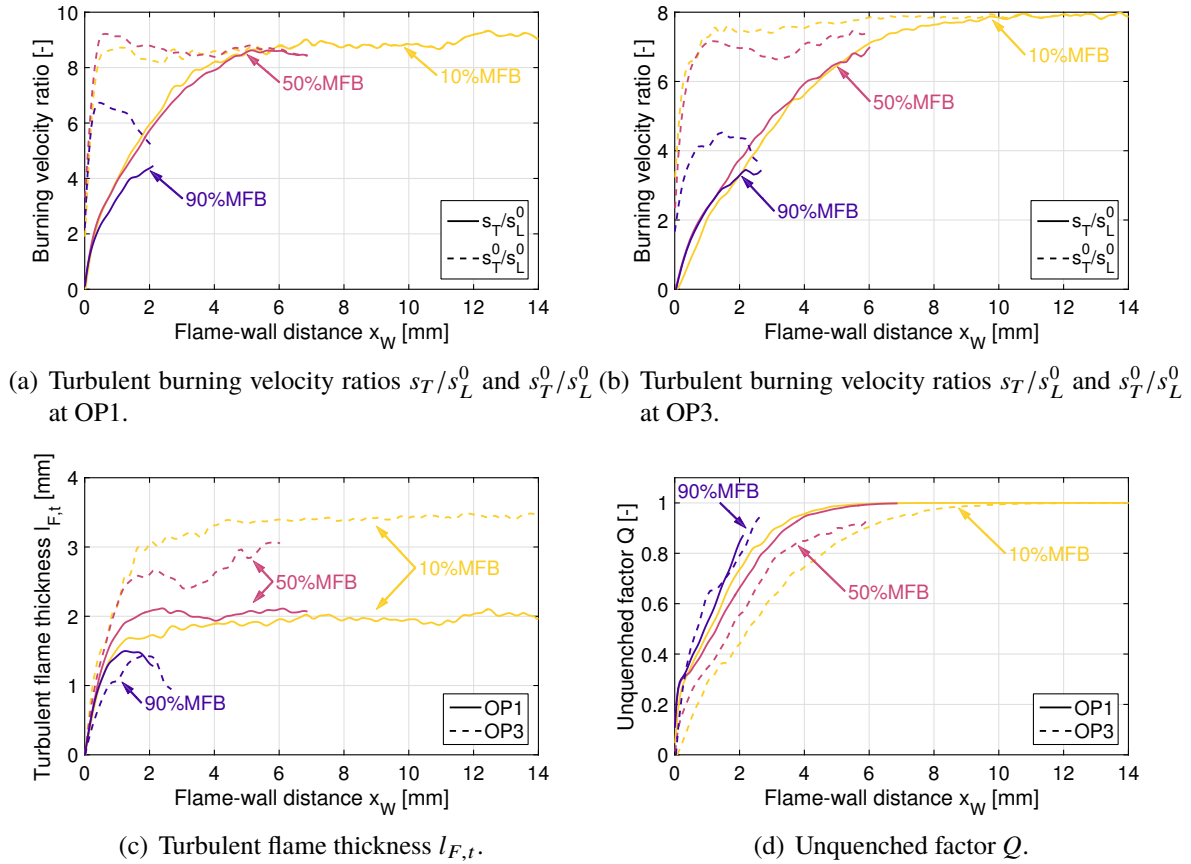 10
8
6
4
2
0
Burning velocity ratio [-]
0 2 4 6 8 10 12 14
Flame-wall distance x_W [mm]
50%MFB
10%MFB
90%MFB
s_T/s_L^0
s_T^0/s_L^0
8
6
4
2
0
Burning velocity ratio [-]
0 2 4 6 8 10 12 14
Flame-wall distance x_W [mm]
10%MFB
50%MFB
90%MFB
s_T/s_L^0
s_T^0/s_L^0
(a) Turbulent burning velocity ratios s_T/s_L^0 and s_T^0/s_L^0
at OP1.
(b) Turbulent burning velocity ratios s_T/s_L^0 and s_T^0/s_L^0
at OP3.
4
3
2
1
0
Turbulent flame thickness l_{F,t} [mm]
0 2 4 6 8 10 12 14
Flame-wall distance x_W [mm]
50%MFB
10%MFB
90%MFB
OP1
OP3
1
0.8
0.6
0.4
0.2
0
Unquenched factor Q [-]
0 2 4 6 8 10 12 14
Flame-wall distance x_W [mm]
90%MFB
10%MFB
50%MFB
OP1
OP3
(c) Turbulent flame thickness l_{F,t}.
(d) Unquenched factor Q.